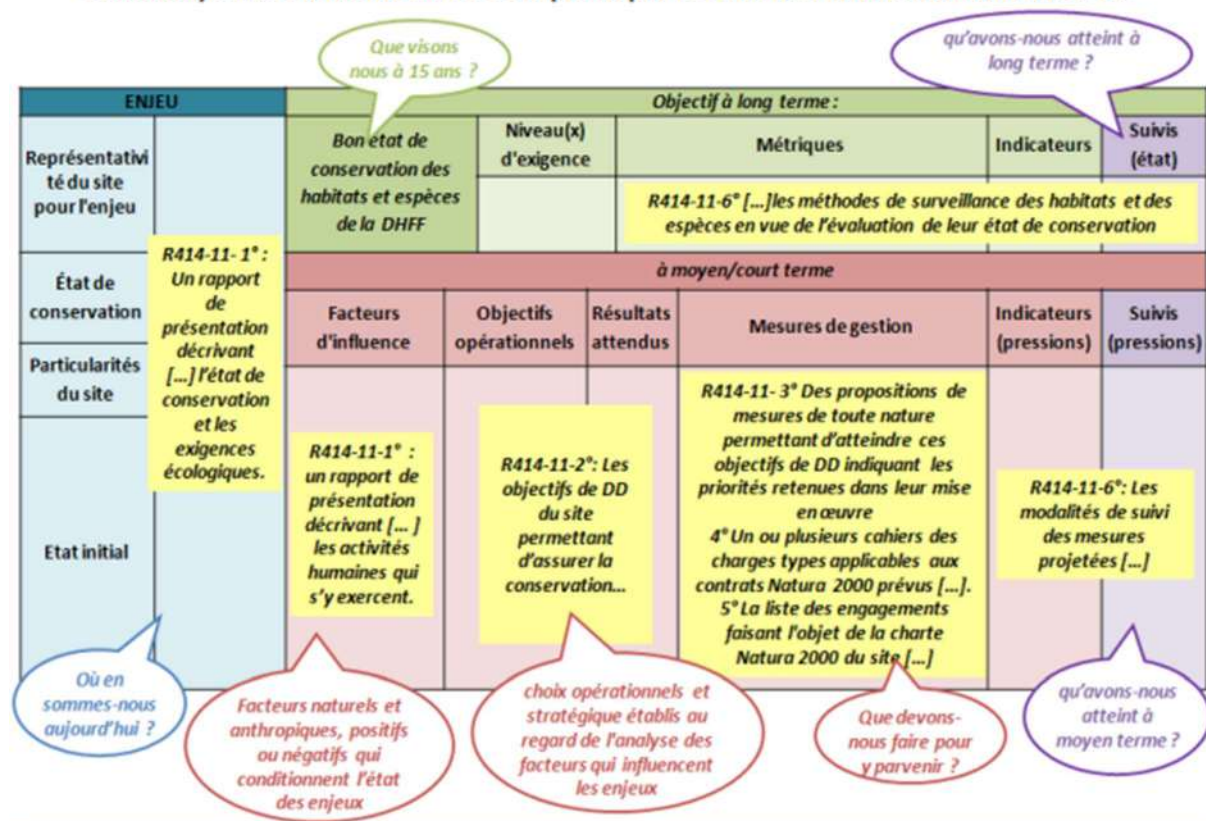 Que visons
nous à 15 ans ?
qu'avons-nous atteint à
long terme ?
ENJEU
Objectif à long terme :
Représentativi
té du site
pour l'enjeu
Bon état de
conservation des
habitats et espèces
de la DHFF
Niveau(x)
d'exigence
Métriques
Indicateurs
Suivis
(état)
R414-11-6° [...]les méthodes de surveillance des habitats et des
espèces en vue de l'évaluation de leur état de conservation
R414-11- 1° :
Un rapport
de
présentation
décrivant
[...] l'état de
conservation
et les
exigences
écologiques.
à moyen/court terme
État de
conservation
Facteurs
d'influence
Objectifs
opérationnels
Résultats
attendus
Mesures de gestion
Indicateurs
(pressions)
Suivis
(pressions)
Particularités
du site
Etat initial
R414-11-1° :
un rapport de
présentation
décrivant [... ]
les activités
humaines qui
s'y exercent.
R414-11-2°: Les
objectifs de DD
du site
permettant
d'assurer la
conservation...
R414-11- 3° Des propositions de
mesures de toute nature
permettant d'atteindre ces
objectifs de DD indiquant les
priorités retenues dans leur mise
en œuvre
4° Un ou plusieurs cahiers des
charges types applicables aux
contrats Natura 2000 prévus [...].
5° La liste des engagements
faisant l'objet de la charte
Natura 2000 du site [...]
R414-11-6°: Les
modalités de suivi
des mesures
projetées [...]
Où en
sommes-nous
aujourd'hui ?
Facteurs naturels et
anthropiques, positifs
ou négatifs qui
conditionnent l'état
des enjeux
choix opérationnels et
stratégique établis au
regard de l'analyse des
facteurs qui influencent
les enjeux
Que devons-
nous faire pour
y parvenir ?
qu'avons-nous
atteint à
moyen terme ?